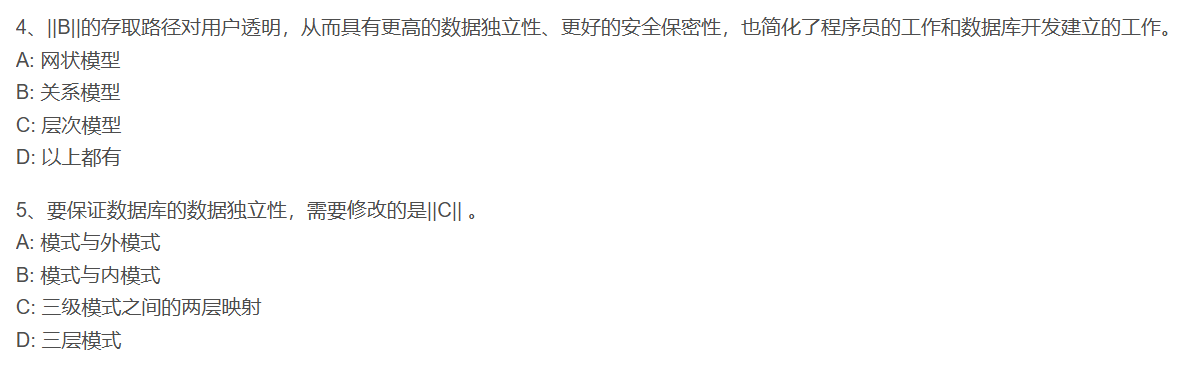 4、||B||的存取路径对用户透明，从而具有更高的数据独立性、更好的安全保密性，也简化了程序员的工作和数据库开发建立的工作。
A: 网状模型
B: 关系模型
C: 层次模型
D: 以上都有
5、要保证数据库的数据独立性，需要修改的是||C|| 。
A: 模式与外模式
B: 模式与内模式
C: 三级模式之间的两层映射
D: 三层模式